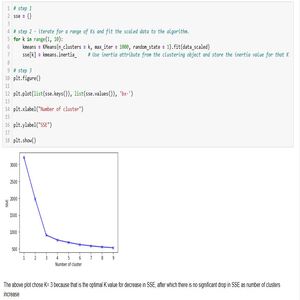 1 # step 1
2 sse = {}
3
4 # step 2 - iterate for a range of Ks and fit the scaled data to the algorithm.
5 for k in range(1, 10):
6 kmeans = KMeans(n_clusters = k, max_iter = 1000, random_state = 1).fit(data_scaled)
7 sse[k] = kmeans.inertia_ # Use inertia attribute from the clustering object and store the inertia value for that K
8
9 # step 3
10 plt.figure()
11
12 plt.plot(list(sse.keys()), list(sse.values()), 'bx-')
13
14 plt.xlabel("Number of cluster")
15
16 plt.ylabel("SSE")
17
18 plt.show()
3500
3000
2500
2000
1500
1000
500
1 2 3 4 5 6 7 8 9
Number of cluster
The above plot chose K= 3 because that is the optimal K value for decrease in SSE, after which there is no significant drop in SSE as number of clusters
increase